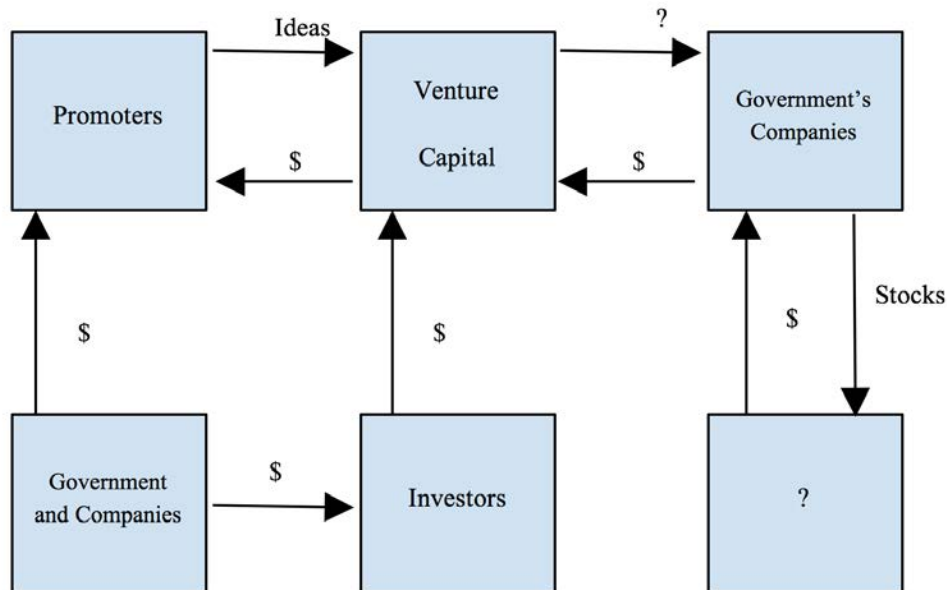 Ideas
?
Promoters
Venture
Capital
Government’s
Companies
$
$
$
$
$
Stocks
Government
and Companies
$
Investors
?